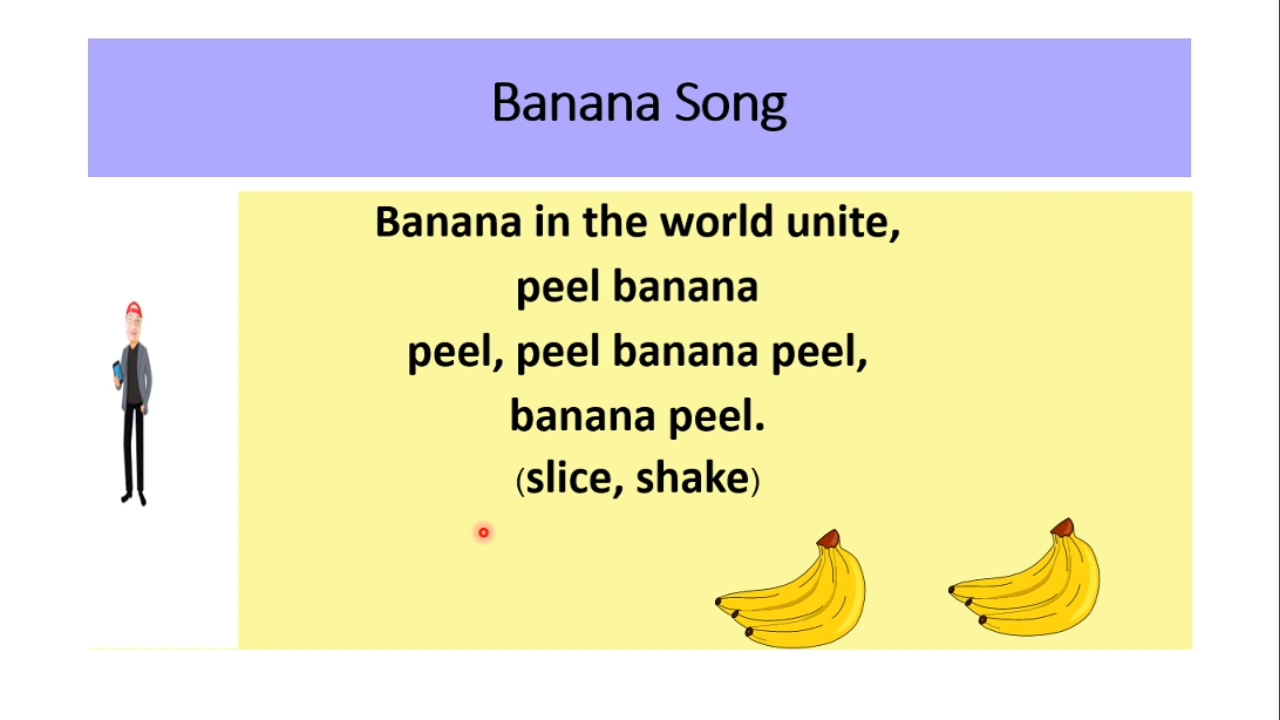 Banana Song
Banana in the world unite,
peel banana
peel, peel banana peel,
banana peel.
(slice, shake)